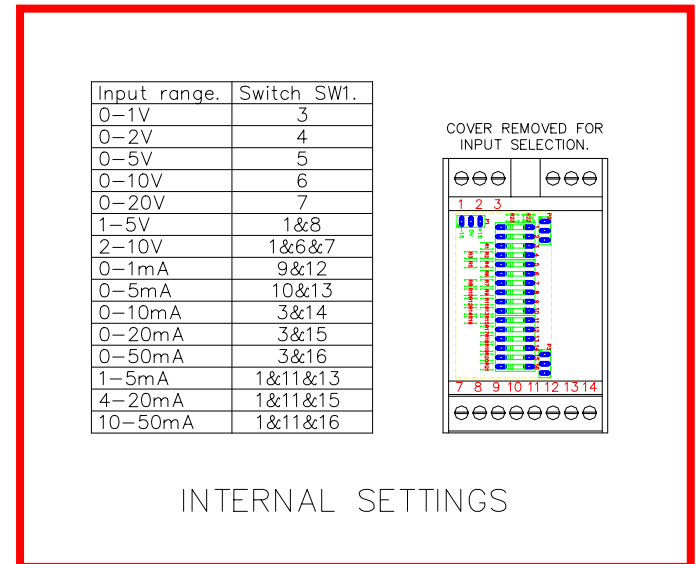 Input range. Switch SW1.
0-1V 3
0-2V 4
0-5V 5
0-10V 6
0-20V 7
1-5V 1&8
2-10V 1&6&7
0-1mA 9&12
0-5mA 10&13
0-10mA 3&14
0-20mA 3&15
0-50mA 3&16
1-5mA 1&11&13
4-20mA 1&11&15
10-50mA 1&11&16
COVER REMOVED FOR
INPUT SELECTION.
1 2 3
7 8 9 10 11 12 13 14
INTERNAL SETTINGS